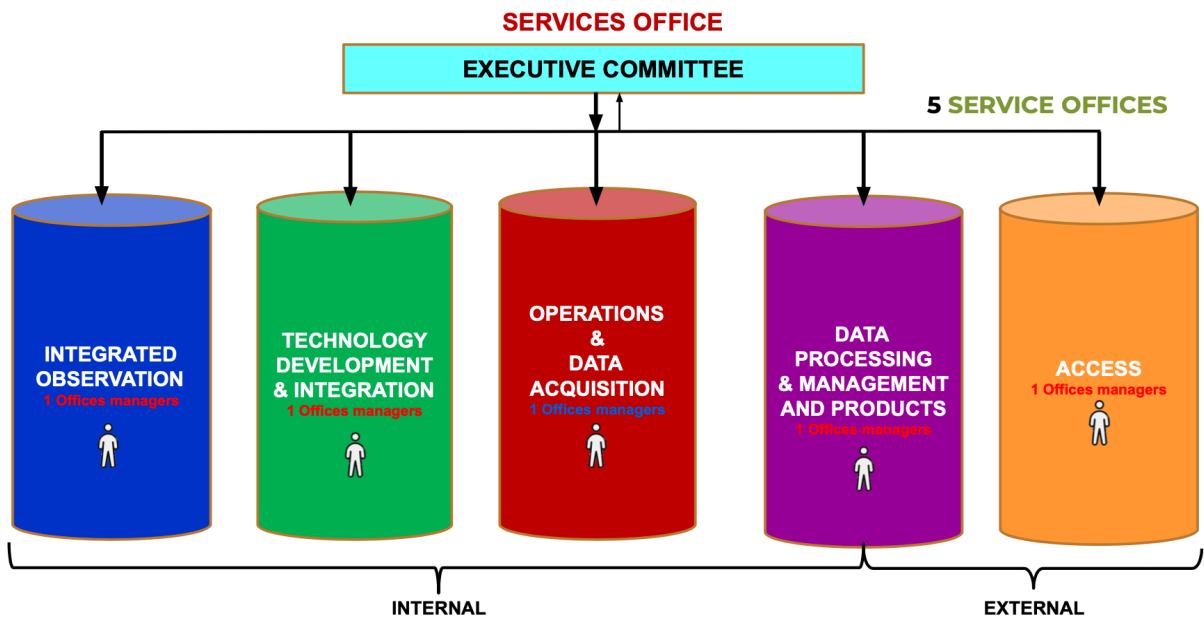 SERVICES OFFICE
EXECUTIVE COMMITTEE
5 SERVICE OFFICES
INTEGRATED
OBSERVATION
1 Offices managers
TECHNOLOGY
DEVELOPMENT
& INTEGRATION
1 Offices managers
OPERATIONS
&
DATA
ACQUISITION
1 Offices managers
DATA
PROCESSING
& MANAGEMENT
AND PRODUCTS
1 Offices managers
ACCESS
1 Offices managers
INTERNAL
EXTERNAL